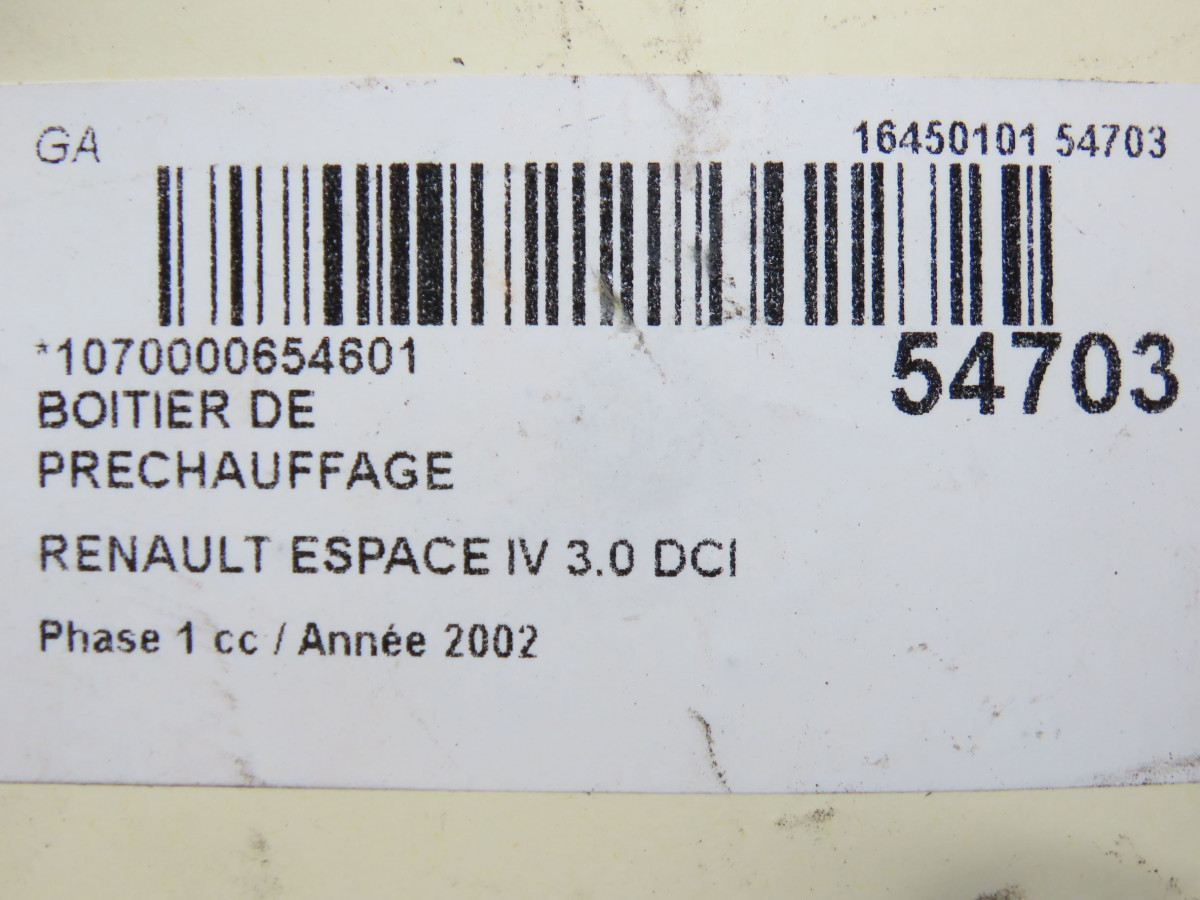 GA
16450101 54703
*1070000654601
54703
BOITIER DE
PRECHAUFFAGE
RENAULT ESPACE IV 3.0 DCI
Phase 1 cc / Année 2002